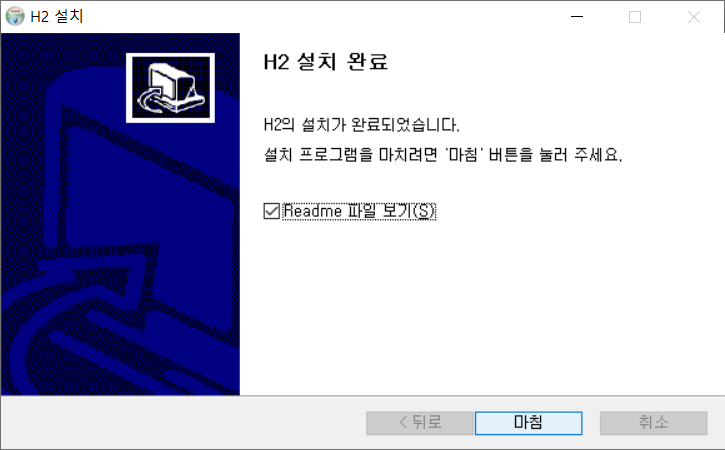 H2 설치
H2 설치 완료
H2의 설치가 완료되었습니다.
설치 프로그램을 마치려면 '마침' 버튼을 눌러 주세요.
Readme 파일 보기(S)
< 뒤로 마침 취소